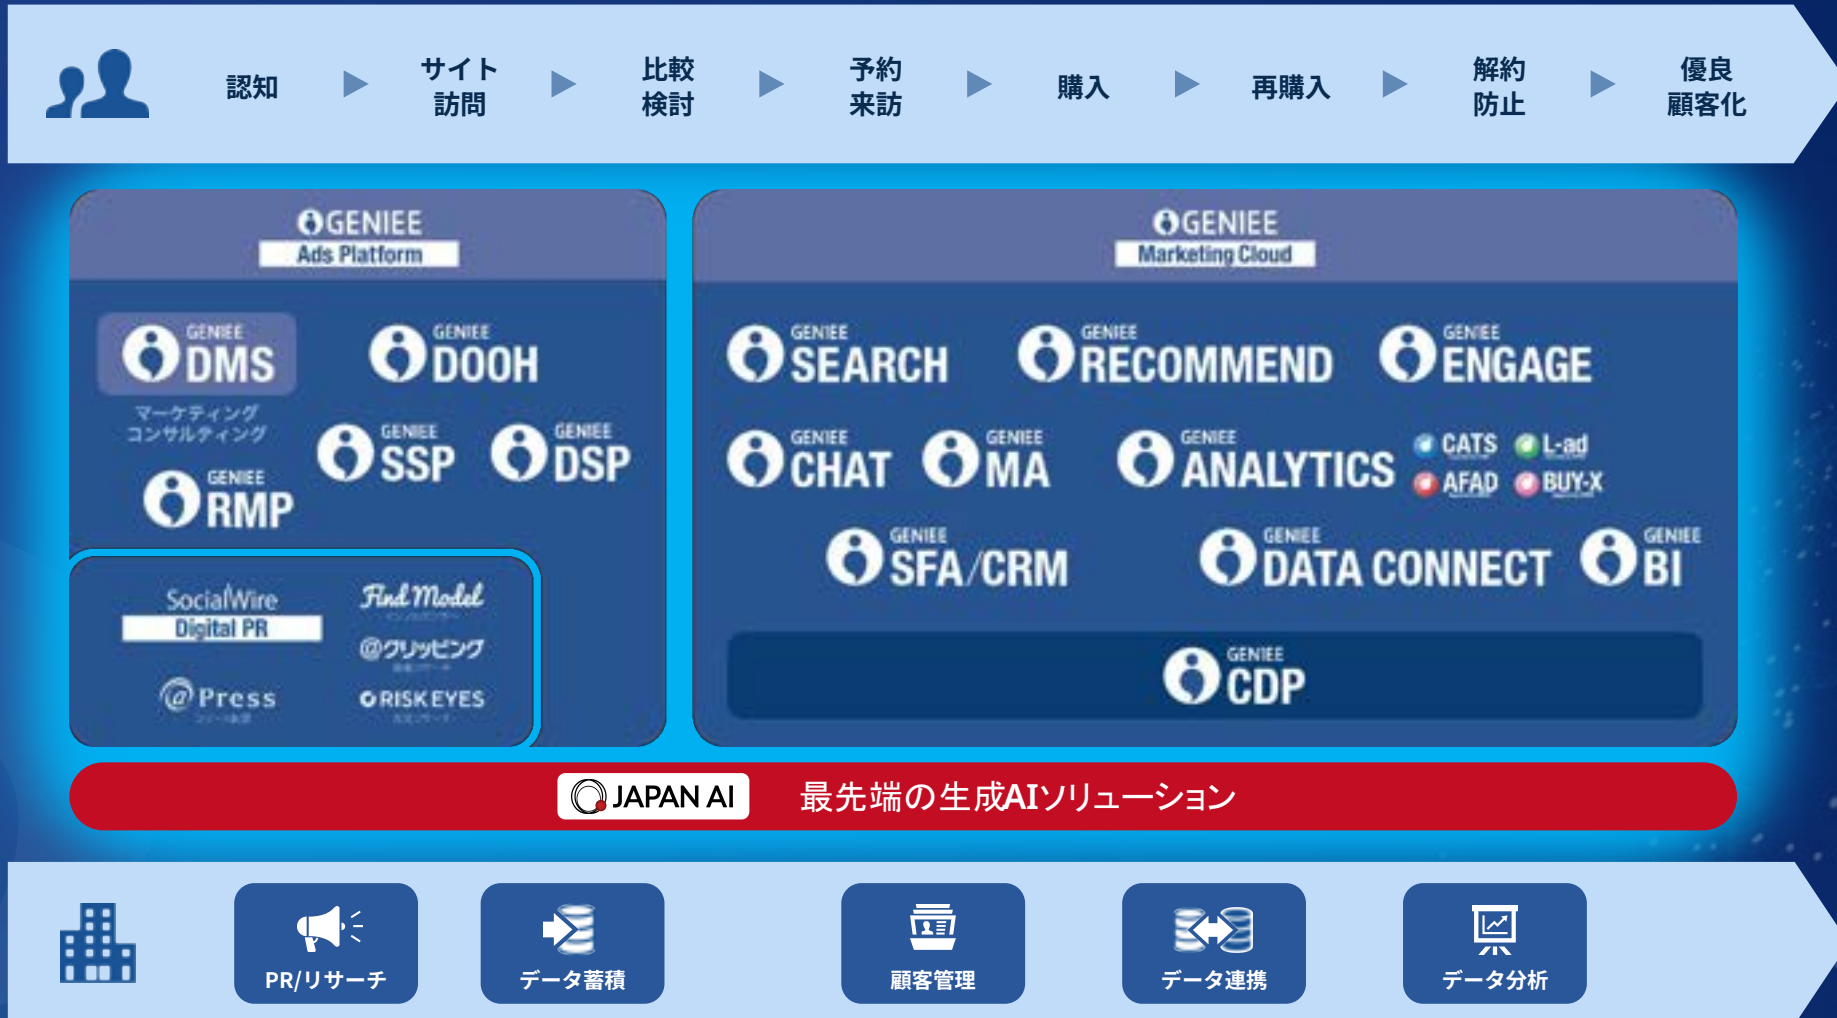 認知
サイト
訪問
比較
検討
予約
来訪
購入
再購入
解約
防止
優良
顧客化
GENIEE
Ads Platform
GENIEE
DMS
マーケティング
コンサルティング
GENIEE
DOOH
GENIEE
SSP
GENIEE
DSP
GENIEE
RMP
SocialWire
Digital PR
Find Model
@クリッピング
@Press
RISK EYES
GENIEE
Marketing Cloud
GENIEE
SEARCH
GENIEE
RECOMMEND
GENIEE
ENGAGE
GENIEE
CHAT
GENIEE
MA
GENIEE
ANALYTICS
CATS
L-ad
AFAD
BUY-X
GENIEE
SFA/CRM
GENIEE
DATA CONNECT
GENIEE
BI
GENIEE
CDP
JAPAN AI 最先端の生成AIソリューション
PR/リサーチ
データ蓄積
顧客管理
データ連携
データ分析